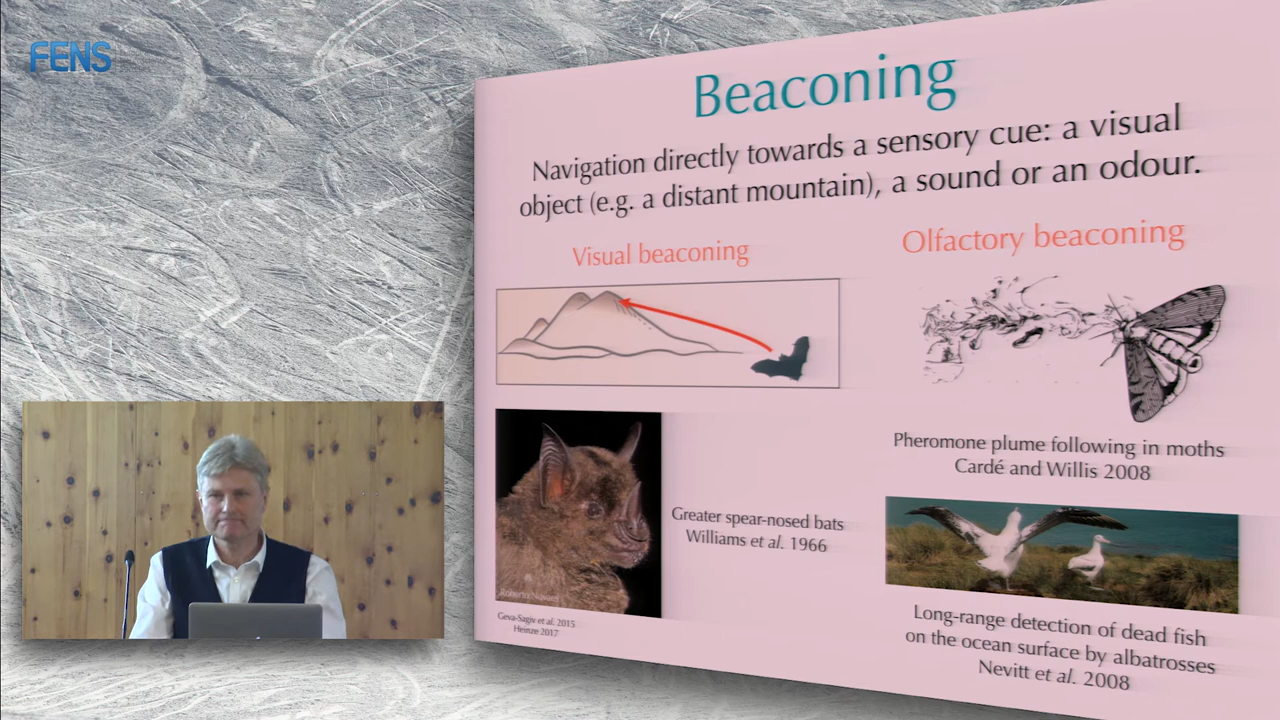 FENS
Beaconing
Navigation directly towards a sensory cue: a visual
object (e.g. a distant mountain), a sound or an odour.
Visual beaconing
Olfactory beaconing
Pheromone plume following in moths
Cardé and Willis 2008
Greater spear-nosed bats
Williams et al. 1966
Roberto Novaes
Geva-Sagiv et al. 2015
Heinze 2017
Long-range detection of dead fish
on the ocean surface by albatrosses
Nevitt et al. 2008